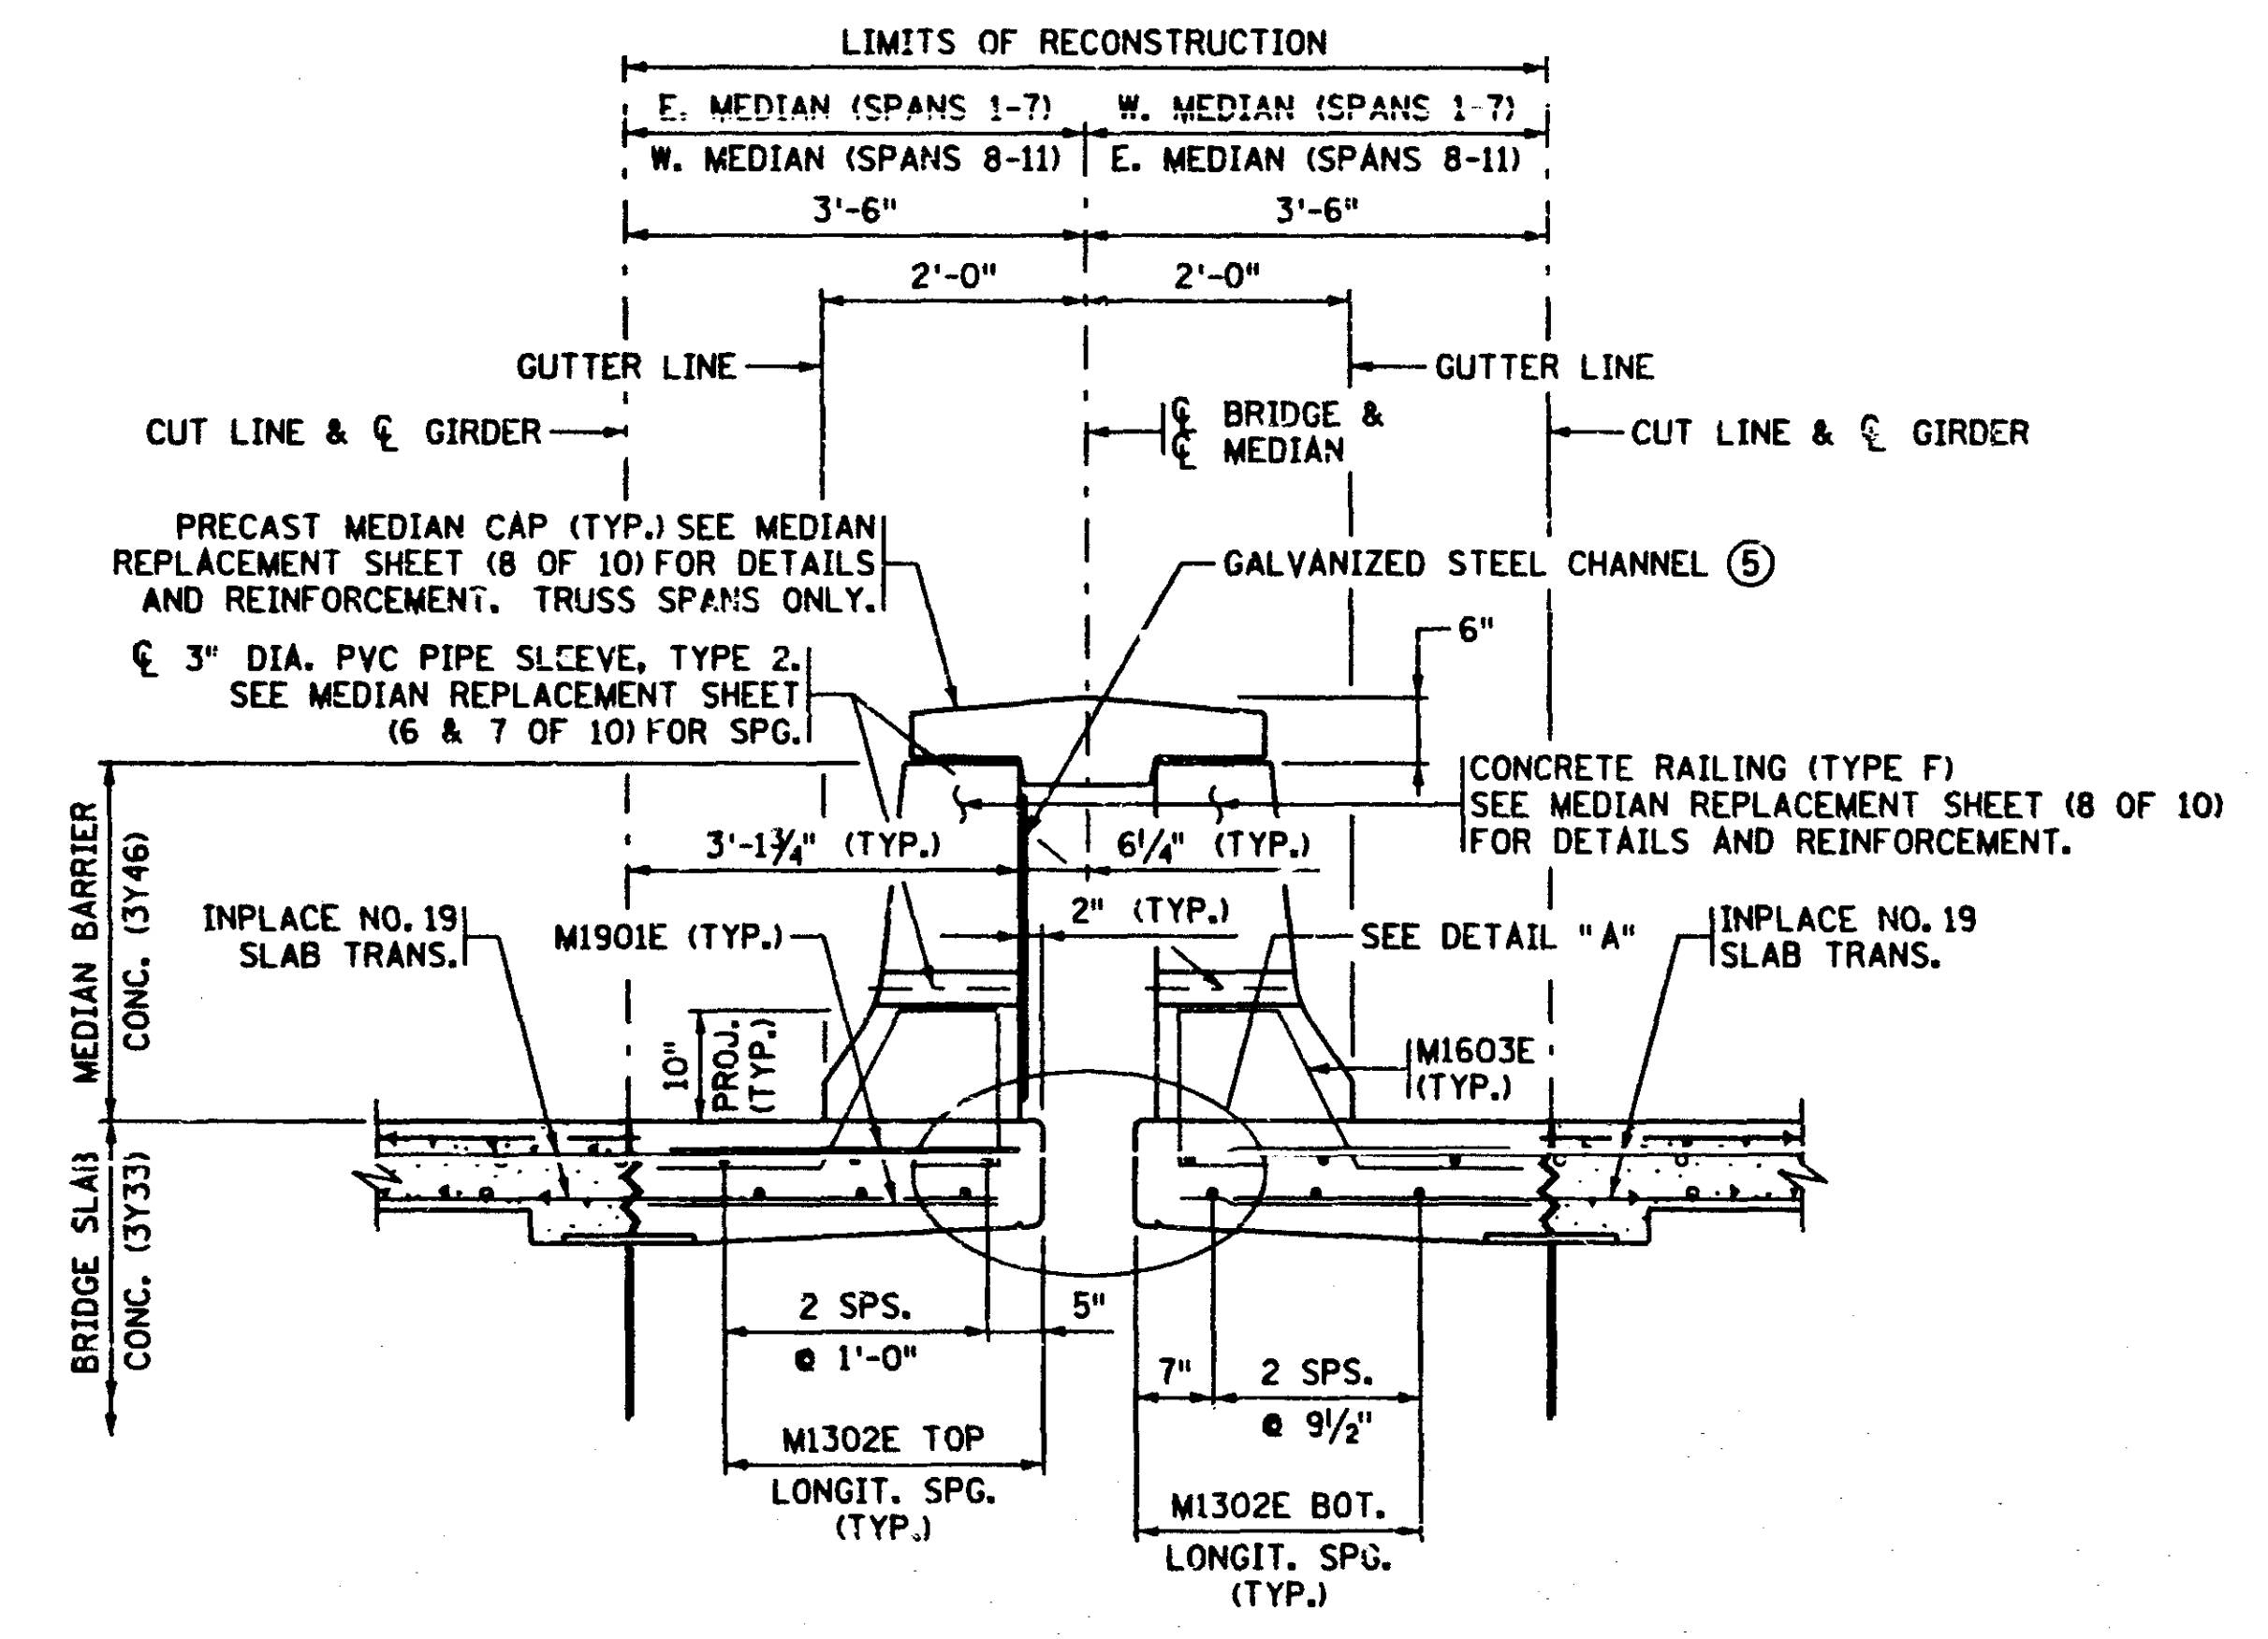 LIMITS OF RECONSTRUCTION
E. MEDIAN (SPANS 1-7)
W. MEDIAN (SPANS 1-7)
W. MEDIAN (SPANS 8-11)
E. MEDIAN (SPANS 8-11)
3'-6"
3'-6"
2'-0"
2'-0"
GUTTER LINE
GUTTER LINE
CUT LINE & ℄ GIRDER
℄ BRIDGE &
℄ MEDIAN
CUT LINE & ℄ GIRDER
PRECAST MEDIAN CAP (TYP.) SEE MEDIAN
REPLACEMENT SHEET (8 OF 10) FOR DETAILS
AND REINFORCEMENT. TRUSS SPANS ONLY.
GALVANIZED STEEL CHANNEL 5
6"
℄ 3" DIA. PVC PIPE SLEEVE, TYPE 2.
SEE MEDIAN REPLACEMENT SHEET
(6 & 7 OF 10) FOR SPG.
CONCRETE RAILING (TYPE F)
SEE MEDIAN REPLACEMENT SHEET (8 OF 10)
FOR DETAILS AND REINFORCEMENT.
3'-1¾" (TYP.)
6¼" (TYP.)
MEDIAN BARRIER
CONC. (3Y46)
INPLACE NO. 19
SLAB TRANS.
M1901E (TYP.)
2" (TYP.)
SEE DETAIL "A"
INPLACE NO. 19
SLAB TRANS.
10"
PROJ.
(TYP.)
M1603E
(TYP.)
BRIDGE SLAB
CONC. (3Y33)
2 SPS.
@ 1'-0"
5"
7"
2 SPS.
@ 9½"
M1302E TOP
LONGIT. SPG.
(TYP.)
M1302E BOT.
LONGIT. SPG.
(TYP.)